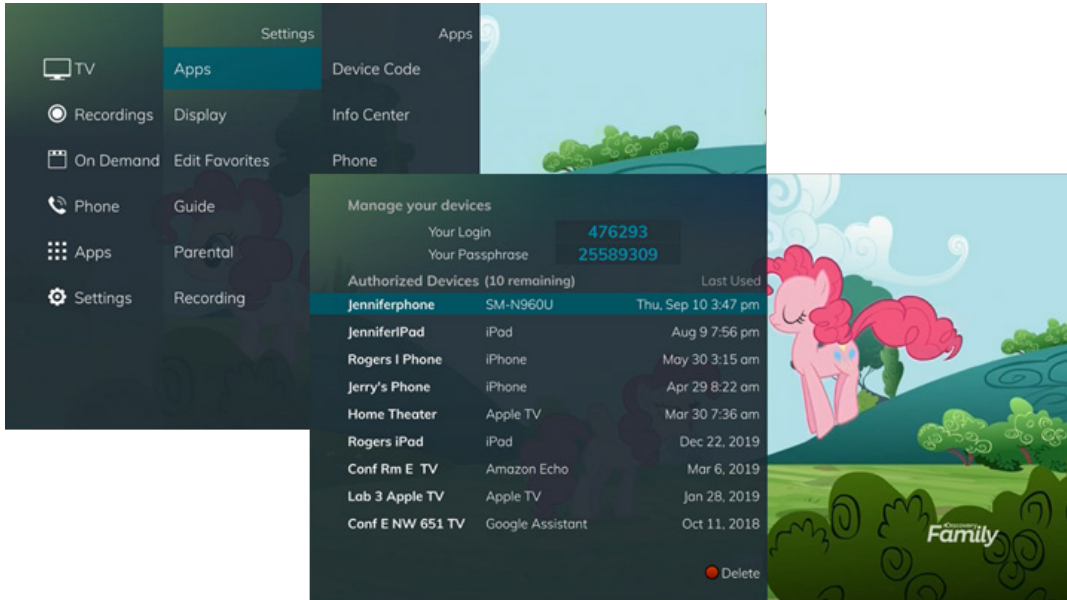 Settings
Apps
TV
Apps
Device Code
Recordings
Display
Info Center
On Demand
Edit Favorites
Phone
Phone
Guide
Apps
Parental
Settings
Recording
Manage your devices
Your Login 476293
Your Passphrase 25589309
Authorized Devices (10 remaining) Last Used
Jenniferphone SM-N960U Thu, Sep 10 3:47 pm
JenniferIPad iPad Aug 9 7:56 pm
Rogers I Phone iPhone May 30 3:15 am
Jerry's Phone iPhone Apr 29 8:22 am
Home Theater Apple TV Mar 30 7:36 am
Rogers iPad iPad Dec 22, 2019
Conf Rm E TV Amazon Echo Mar 6, 2019
Lab 3 Apple TV Apple TV Jan 28, 2019
Conf E NW 651 TV Google Assistant Oct 11, 2018
Delete
Discovery
Family